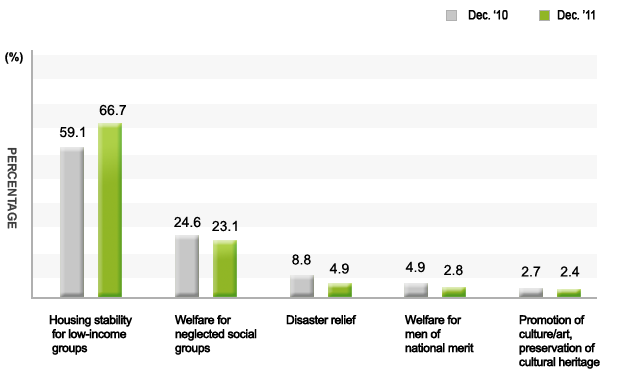 Dec. '10 Dec. '11
(%)
PERCENTAGE
59.1 66.7
24.6 23.1
8.8 4.9
4.9 2.8
2.7 2.4
Housing stability
for low-income
groups
Welfare for
neglected social
groups
Disaster relief
Welfare for
men of
national merit
Promotion of
culture/art,
preservation of
cultural heritage